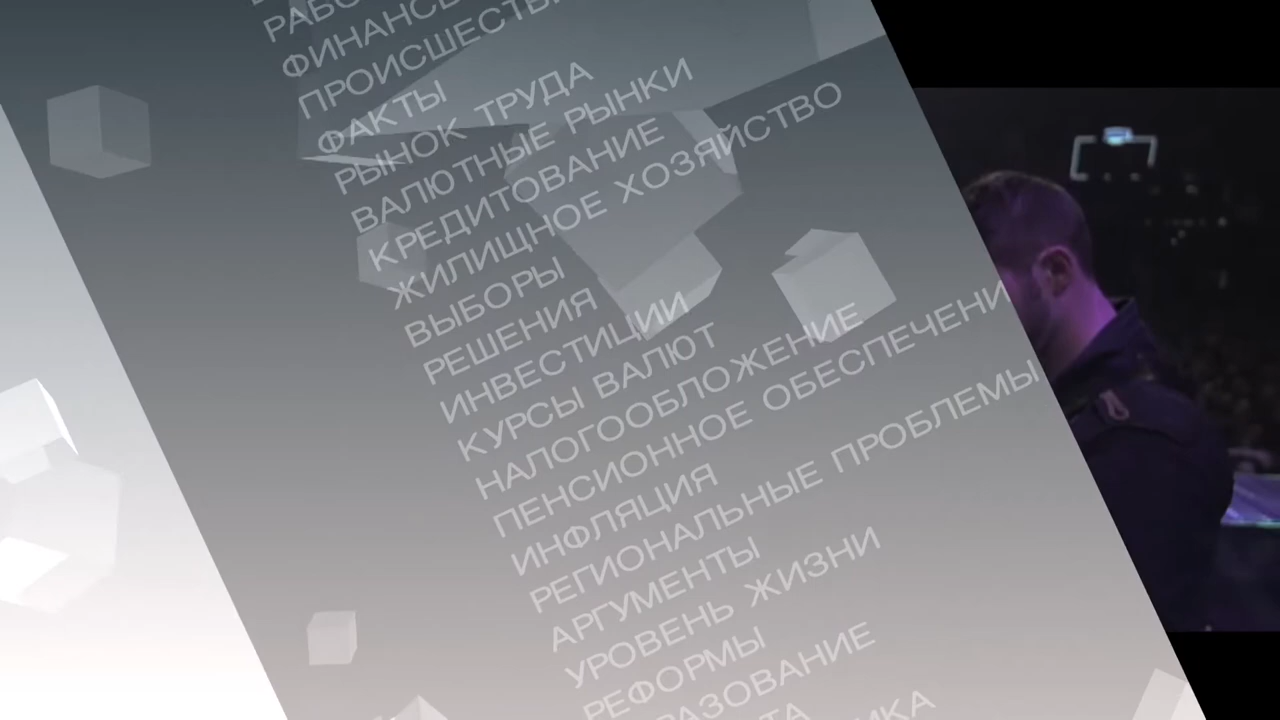 ФАКТЫ
РЫНОК ТРУДА
ВАЛЮТНЫЕ РЫНКИ
КРЕДИТОВАНИЕ
ЖИЛИЩНОЕ ХОЗЯЙСТВО
ВЫБОРЫ
РЕШЕНИЯ
ИНВЕСТИЦИИ
КУРСЫ ВАЛЮТ
НАЛОГООБЛОЖЕНИЕ
ПЕНСИОННОЕ ОБЕСПЕЧЕНИ
ИНФЛЯЦИЯ
РЕГИОНАЛЬНЫЕ ПРОБЛЕМЫ
АРГУМЕНТЫ
УРОВЕНЬ ЖИЗНИ
РЕФОРМЫ